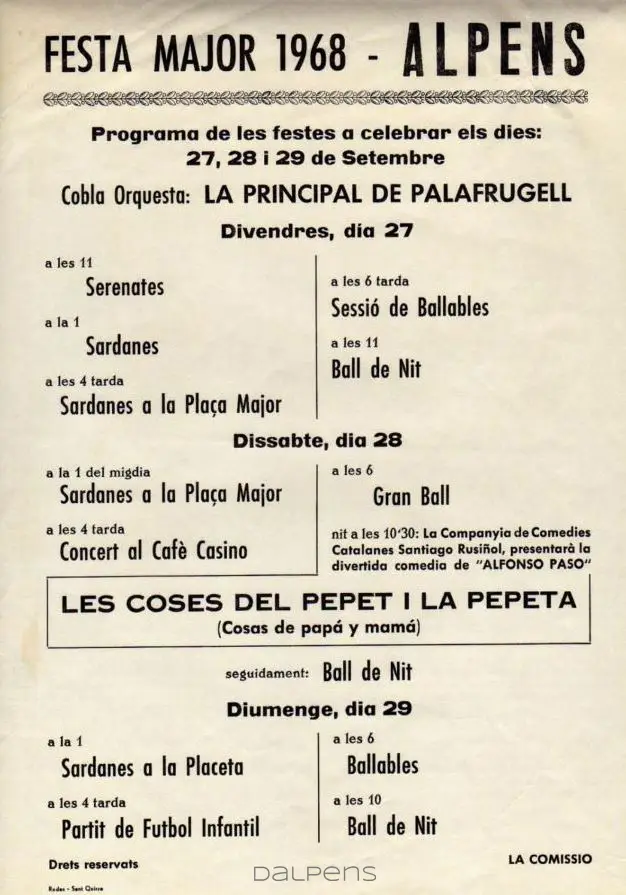 FESTA MAJOR 1968 - ALPENS
Programa de les festes a celebrar els dies:
27, 28 i 29 de Setembre
Cobla Orquesta: LA PRINCIPAL DE PALAFRUGELL
Divendres, día 27
a les 11
Serenates
a la 1
Sardanes
a les 4 tarda
Sardanes a la Plaça Major
a les 6 tarda
Sessió de Ballables
a les 11
Ball de Nit
Dissabte, dia 28
a la 1 del migdia
Sardanes a la Plaça Major
a les 4 tarda
Concert al Cafè Casino
a les 6
Gran Ball
nit a les 10'30: La Companyia de Comedies
Catalanes Santiago Rusiñol, presentarà la
divertida comedia de "ALFONSO PASO"
LES COSES DEL PEPET I LA PEPETA
(Cosas de papá y mamá)
seguidament: Ball de Nit
Diumenge, dia 29
a la 1
Sardanes a la Placeta
a les 4 tarda
Partit de Futbol Infantil
a les 6
Ballables
a les 10
Ball de Nit
Drets reservats
LA COMISSIO
Rodes - Sant Quirze
DALPENS